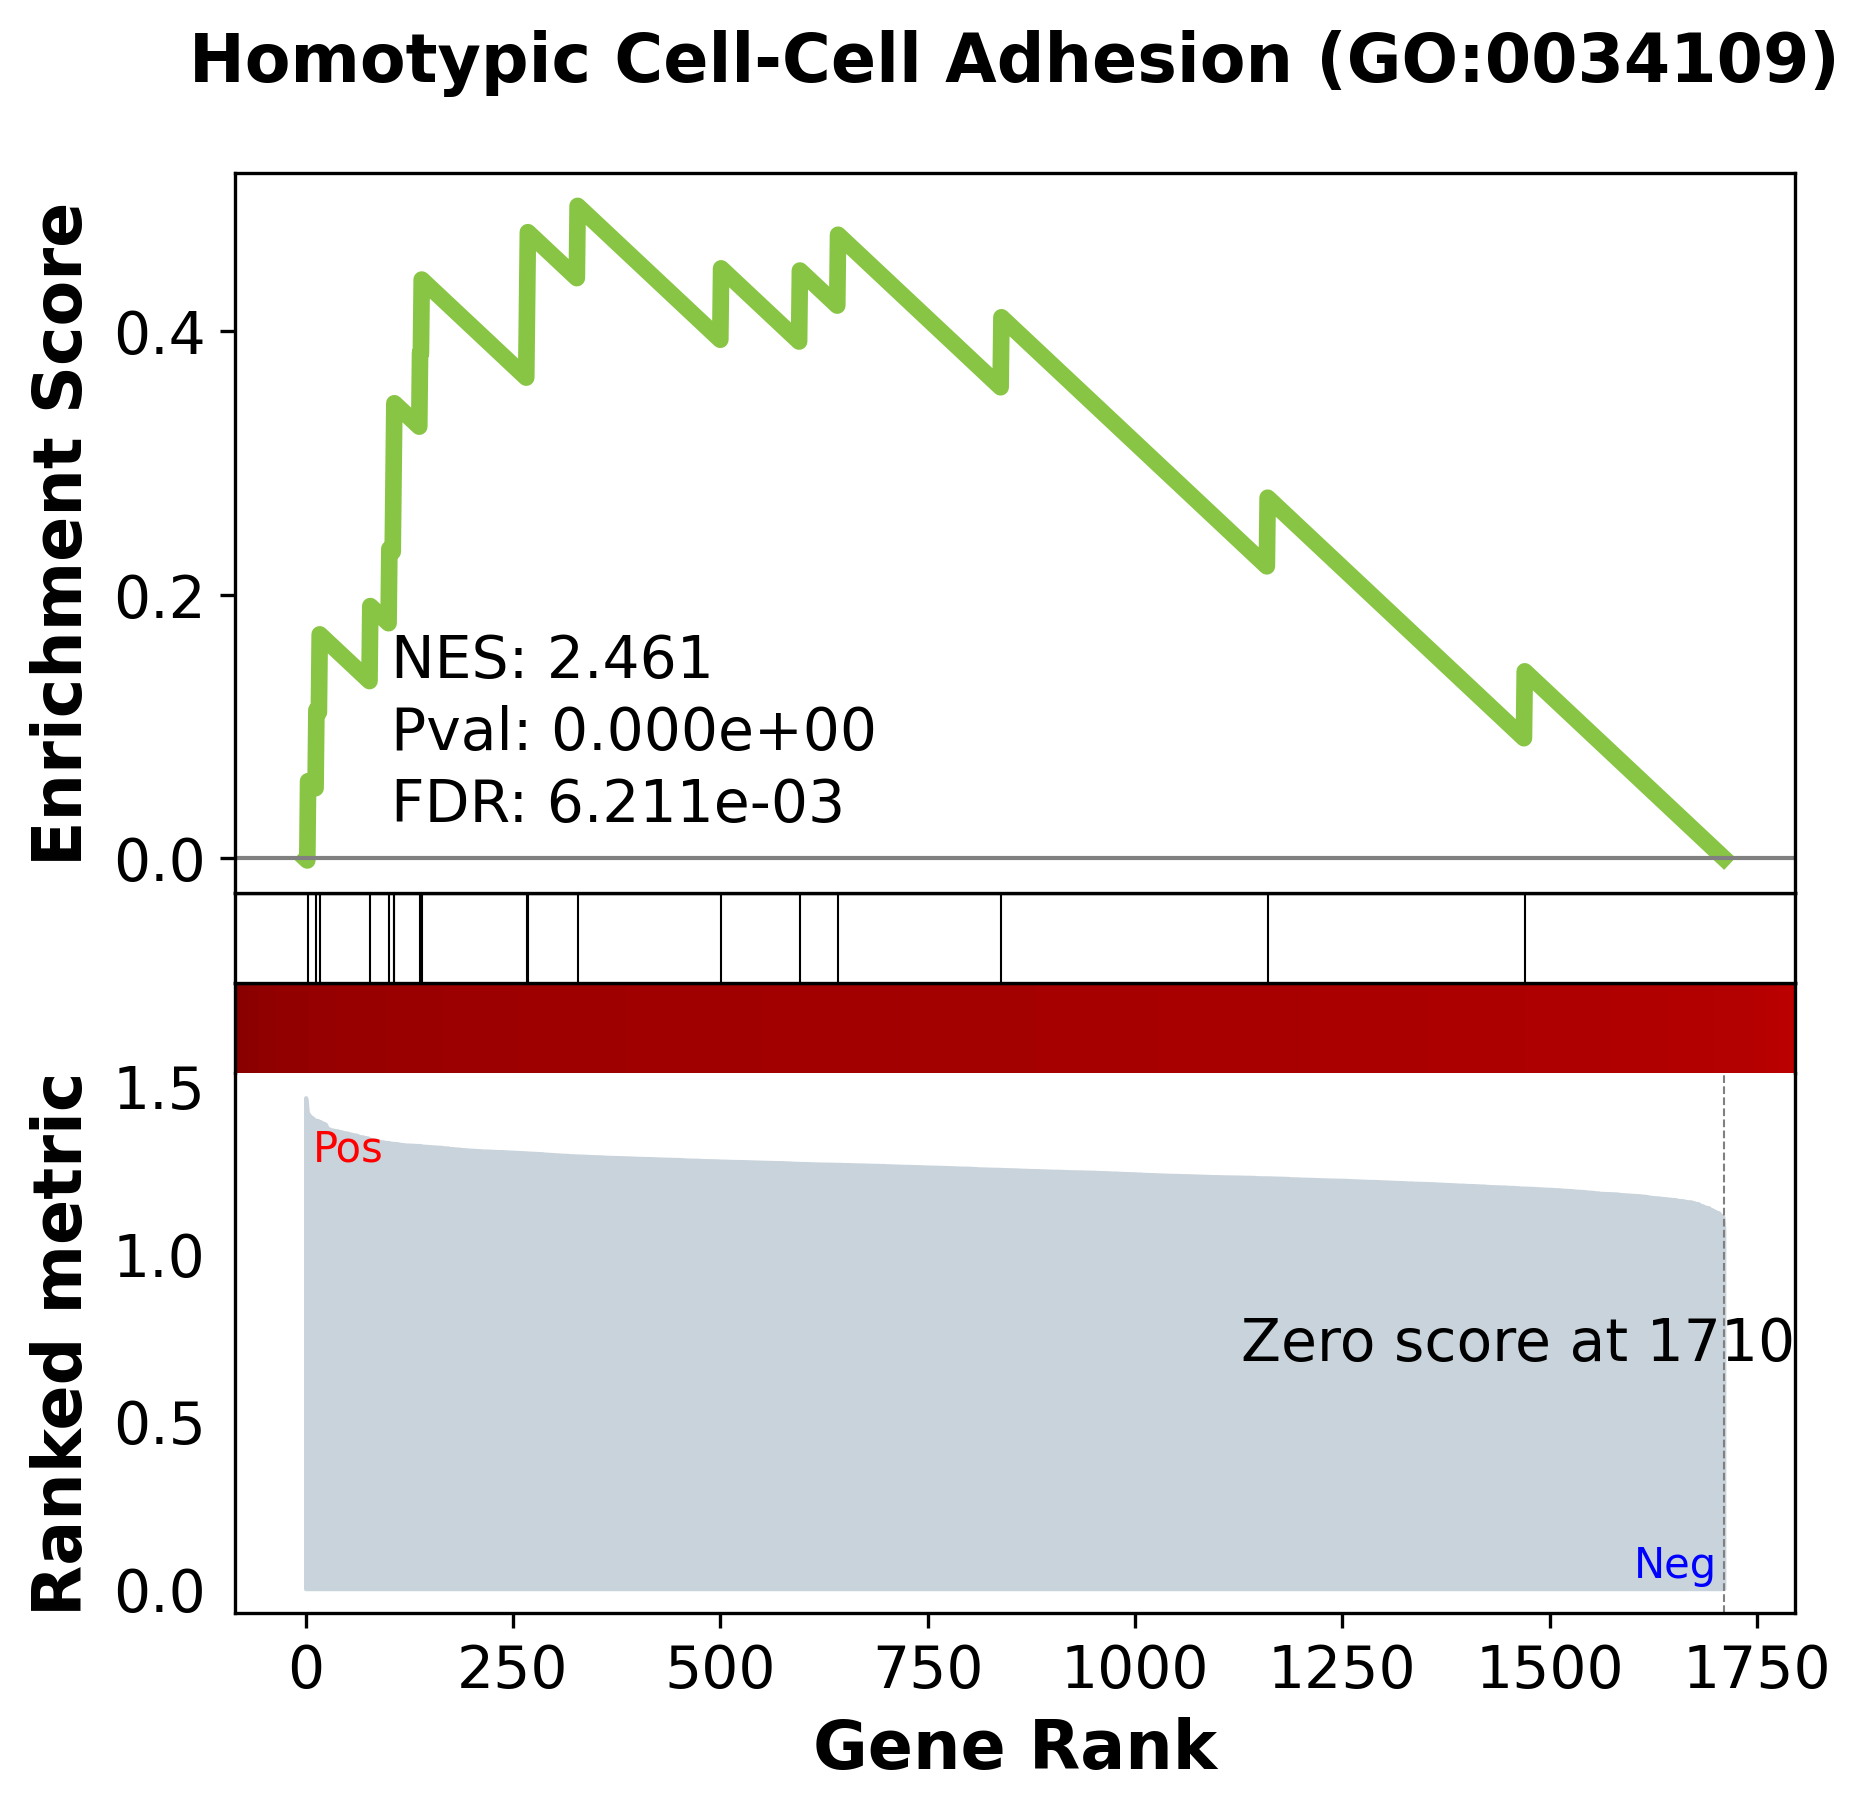 Homotypic Cell-Cell Adhesion (GO:0034109)
Enrichment Score
0.4
0.2
0.0
NES: 2.461
Pval: 0.000e+00
FDR: 6.211e-03
Ranked metric
1.5
1.0
0.5
0.0
Pos
Zero score at 1710
Neg
0 250 500 750 1000 1250 1500 1750
Gene Rank